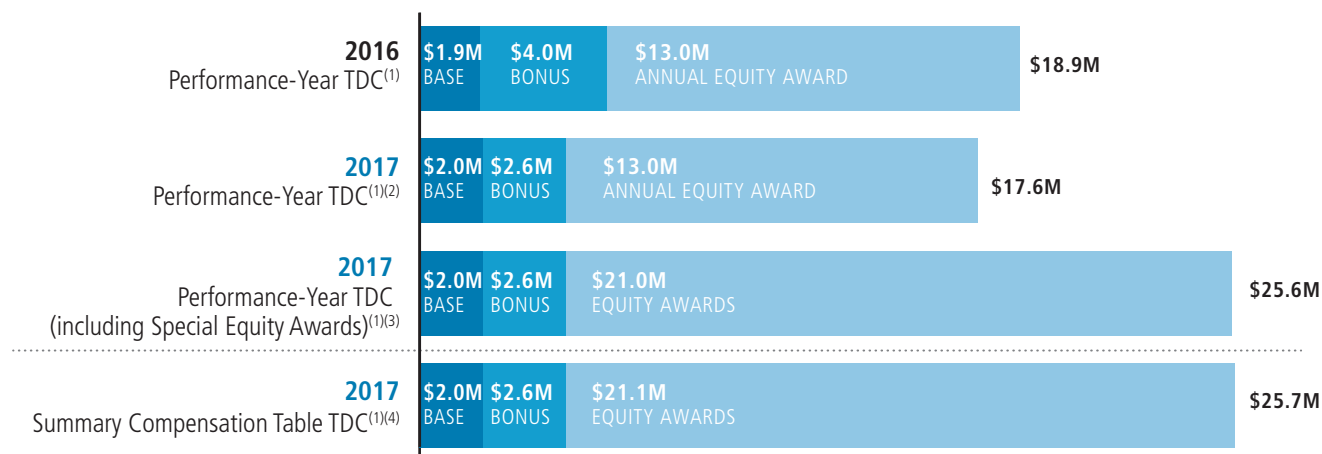 2016
Performance-Year TDC(1)
$1.9M $4.0M $13.0M
BASE BONUS ANNUAL EQUITY AWARD
$18.9M
2017
Performance-Year TDC(1)(2)
$2.0M $2.6M $13.0M
BASE BONUS ANNUAL EQUITY AWARD
$17.6M
2017
Performance-Year TDC
(including Special Equity Awards)(1)(3)
$2.0M $2.6M $21.0M
BASE BONUS EQUITY AWARDS
$25.6M
2017
Summary Compensation Table TDC(1)(4)
$2.0M $2.6M $21.1M
BASE BONUS EQUITY AWARDS
$25.7M